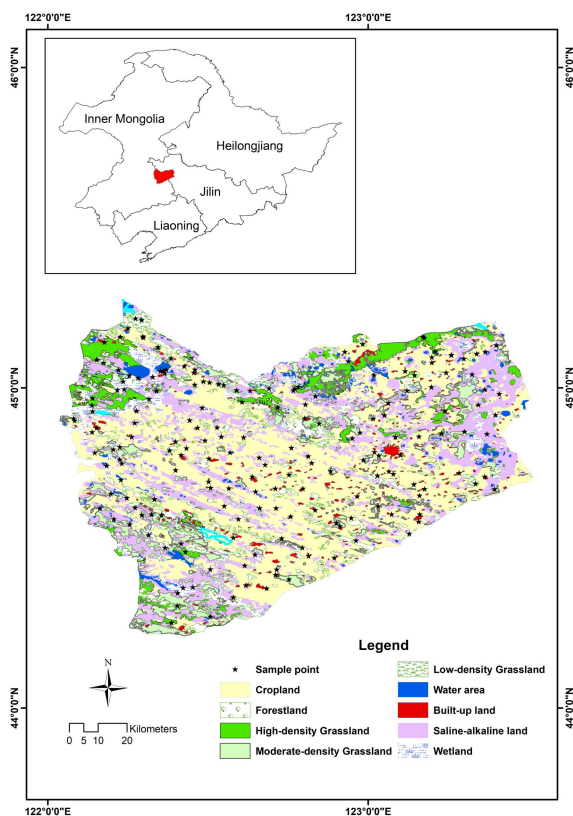 122°0'0"E
123°0'0"E
46°0'0"N
46°0'0"N
Inner Mongolia
Heilongjiang
Jilin
Liaoning
45°0'0"N
45°0'0"N
Legend
Sample point
Cropland
Forestland
High-density Grassland
Moderate-density Grassland
Low-density Grassland
Water area
Built-up land
Saline-alkaline land
Wetland
N
Kilometers
0 5 10 20
44°0'0"N
44°0'0"N
122°0'0"E
123°0'0"E